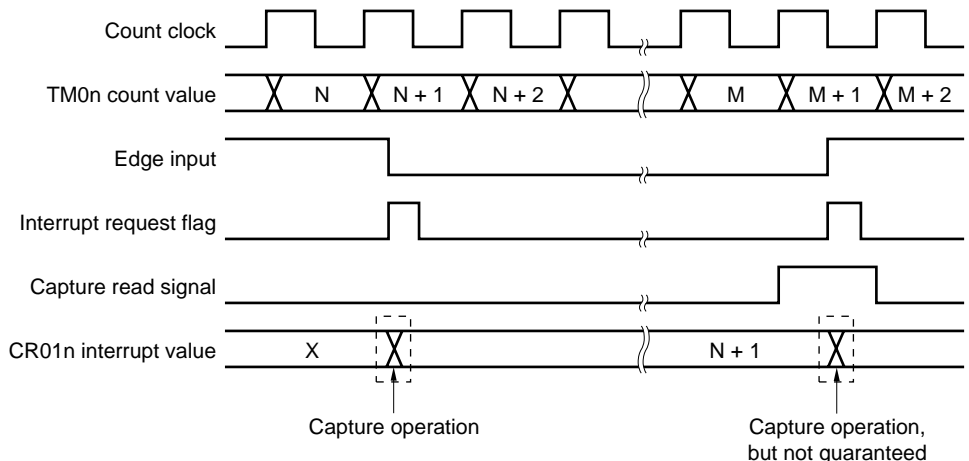 Count clock
TM0n count value
N
N + 1
N + 2
M
M + 1
M + 2
Edge input
Interrupt request flag
Capture read signal
CR01n interrupt value
X
N + 1
Capture operation
Capture operation,
but not guaranteed